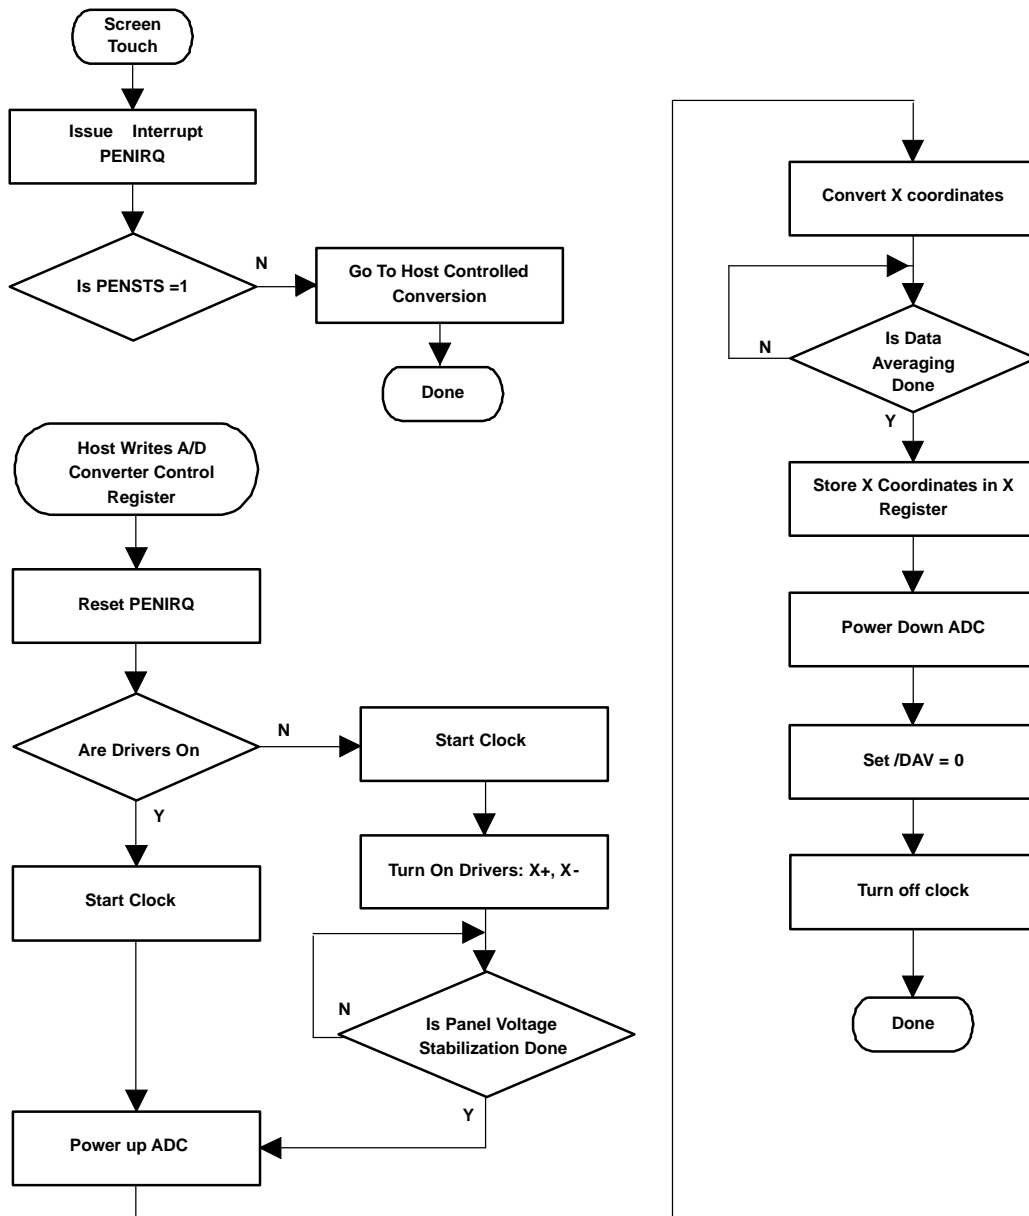 Screen
Touch
Issue Interrupt
PENIRQ
Is PENSTS =1
N
Go To Host Controlled
Conversion
Done
Host Writes A/D
Converter Control
Register
Reset PENIRQ
Are Drivers On
N
Start Clock
Y
Start Clock
Turn On Drivers: X+, X-
N
Is Panel Voltage
Stabilization Done
Y
Power up ADC
Convert X coordinates
N
Is Data
Averaging
Done
Y
Store X Coordinates in X
Register
Power Down ADC
Set /DAV = 0
Turn off clock
Done